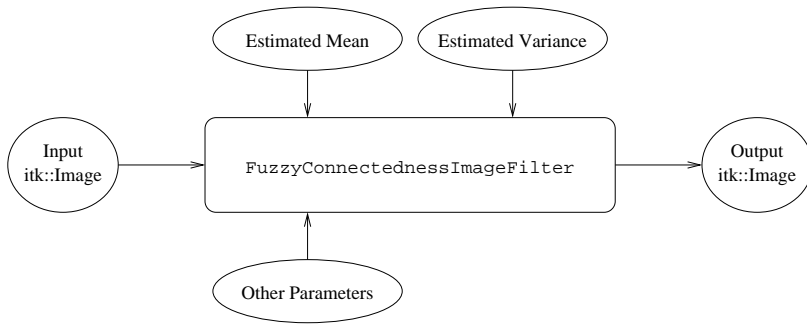 Estimated Mean
Estimated Variance
Input
itk::Image
FuzzyConnectednessImageFilter
Output
itk::Image
Other Parameters